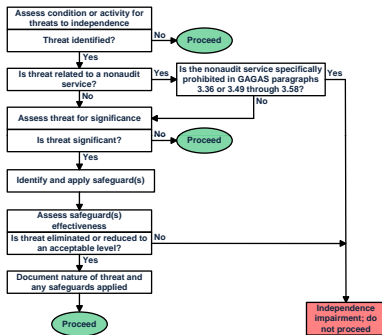 Assess condition or activity for
threats to independence
Threat identified?
No
Proceed
Yes
Is threat related to a nonaudit
service?
Yes
Is the nonaudit service specifically
prohibited in GAGAS paragraphs
3.36 or 3.49 through 3.58?
Yes
No
No
Assess threat for significance
Is threat significant?
No
Proceed
Yes
Identify and apply safeguard(s)
Assess safeguard(s)
effectiveness
Is threat eliminated or reduced to
an acceptable level?
No
Yes
Document nature of threat and
any safeguards applied
Proceed
Independence
impairment; do
not proceed